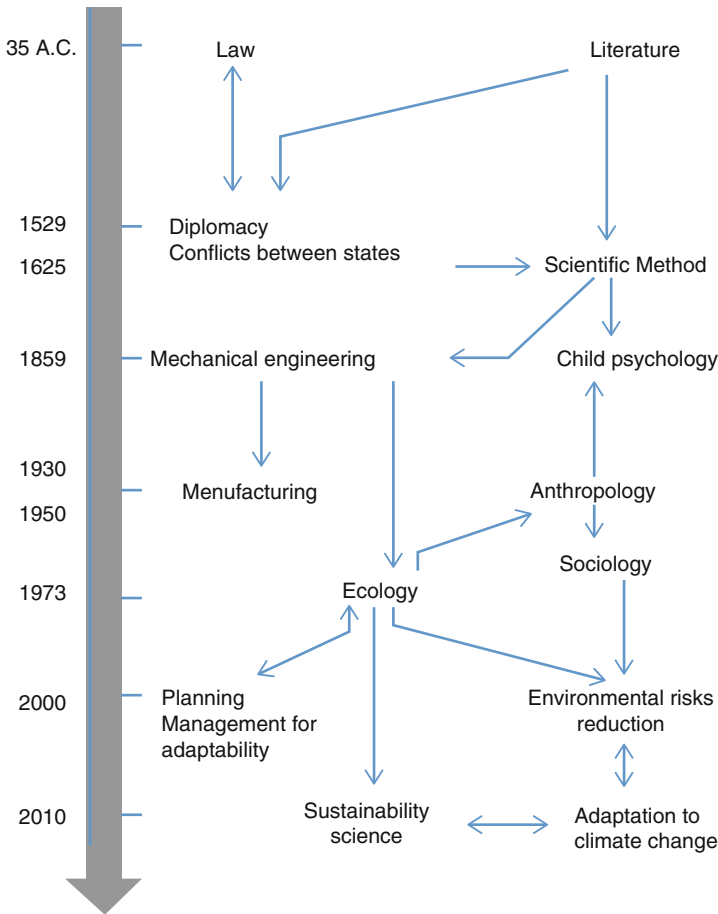 35 A.C.
Law
Literature
1529
Diplomacy
Conflicts between states
1625
Scientific Method
1859
Mechanical engineering
Child psychology
1930
Menufacturing
Anthropology
1950
Sociology
1973
Ecology
2000
Planning
Management for
adaptability
Environmental risks
reduction
2010
Sustainability
science
Adaptation to
climate change